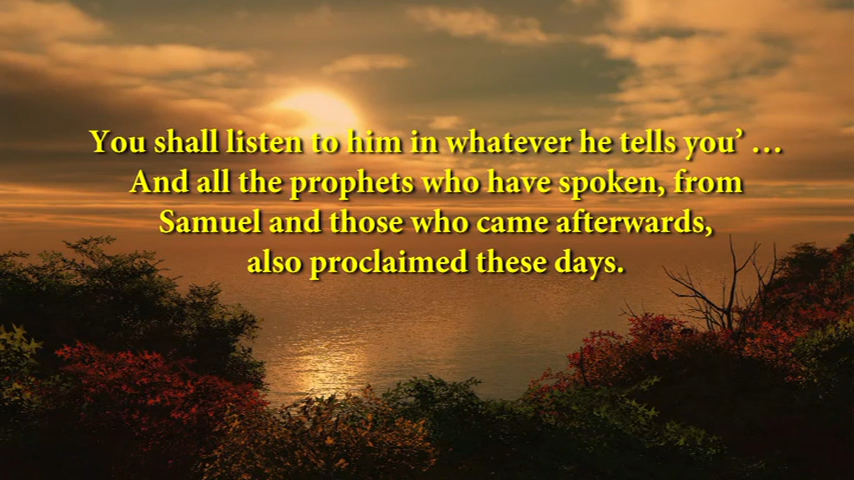 You shall listen to him in whatever he tells you’ …
And all the prophets who have spoken, from
Samuel and those who came afterwards,
also proclaimed these days.